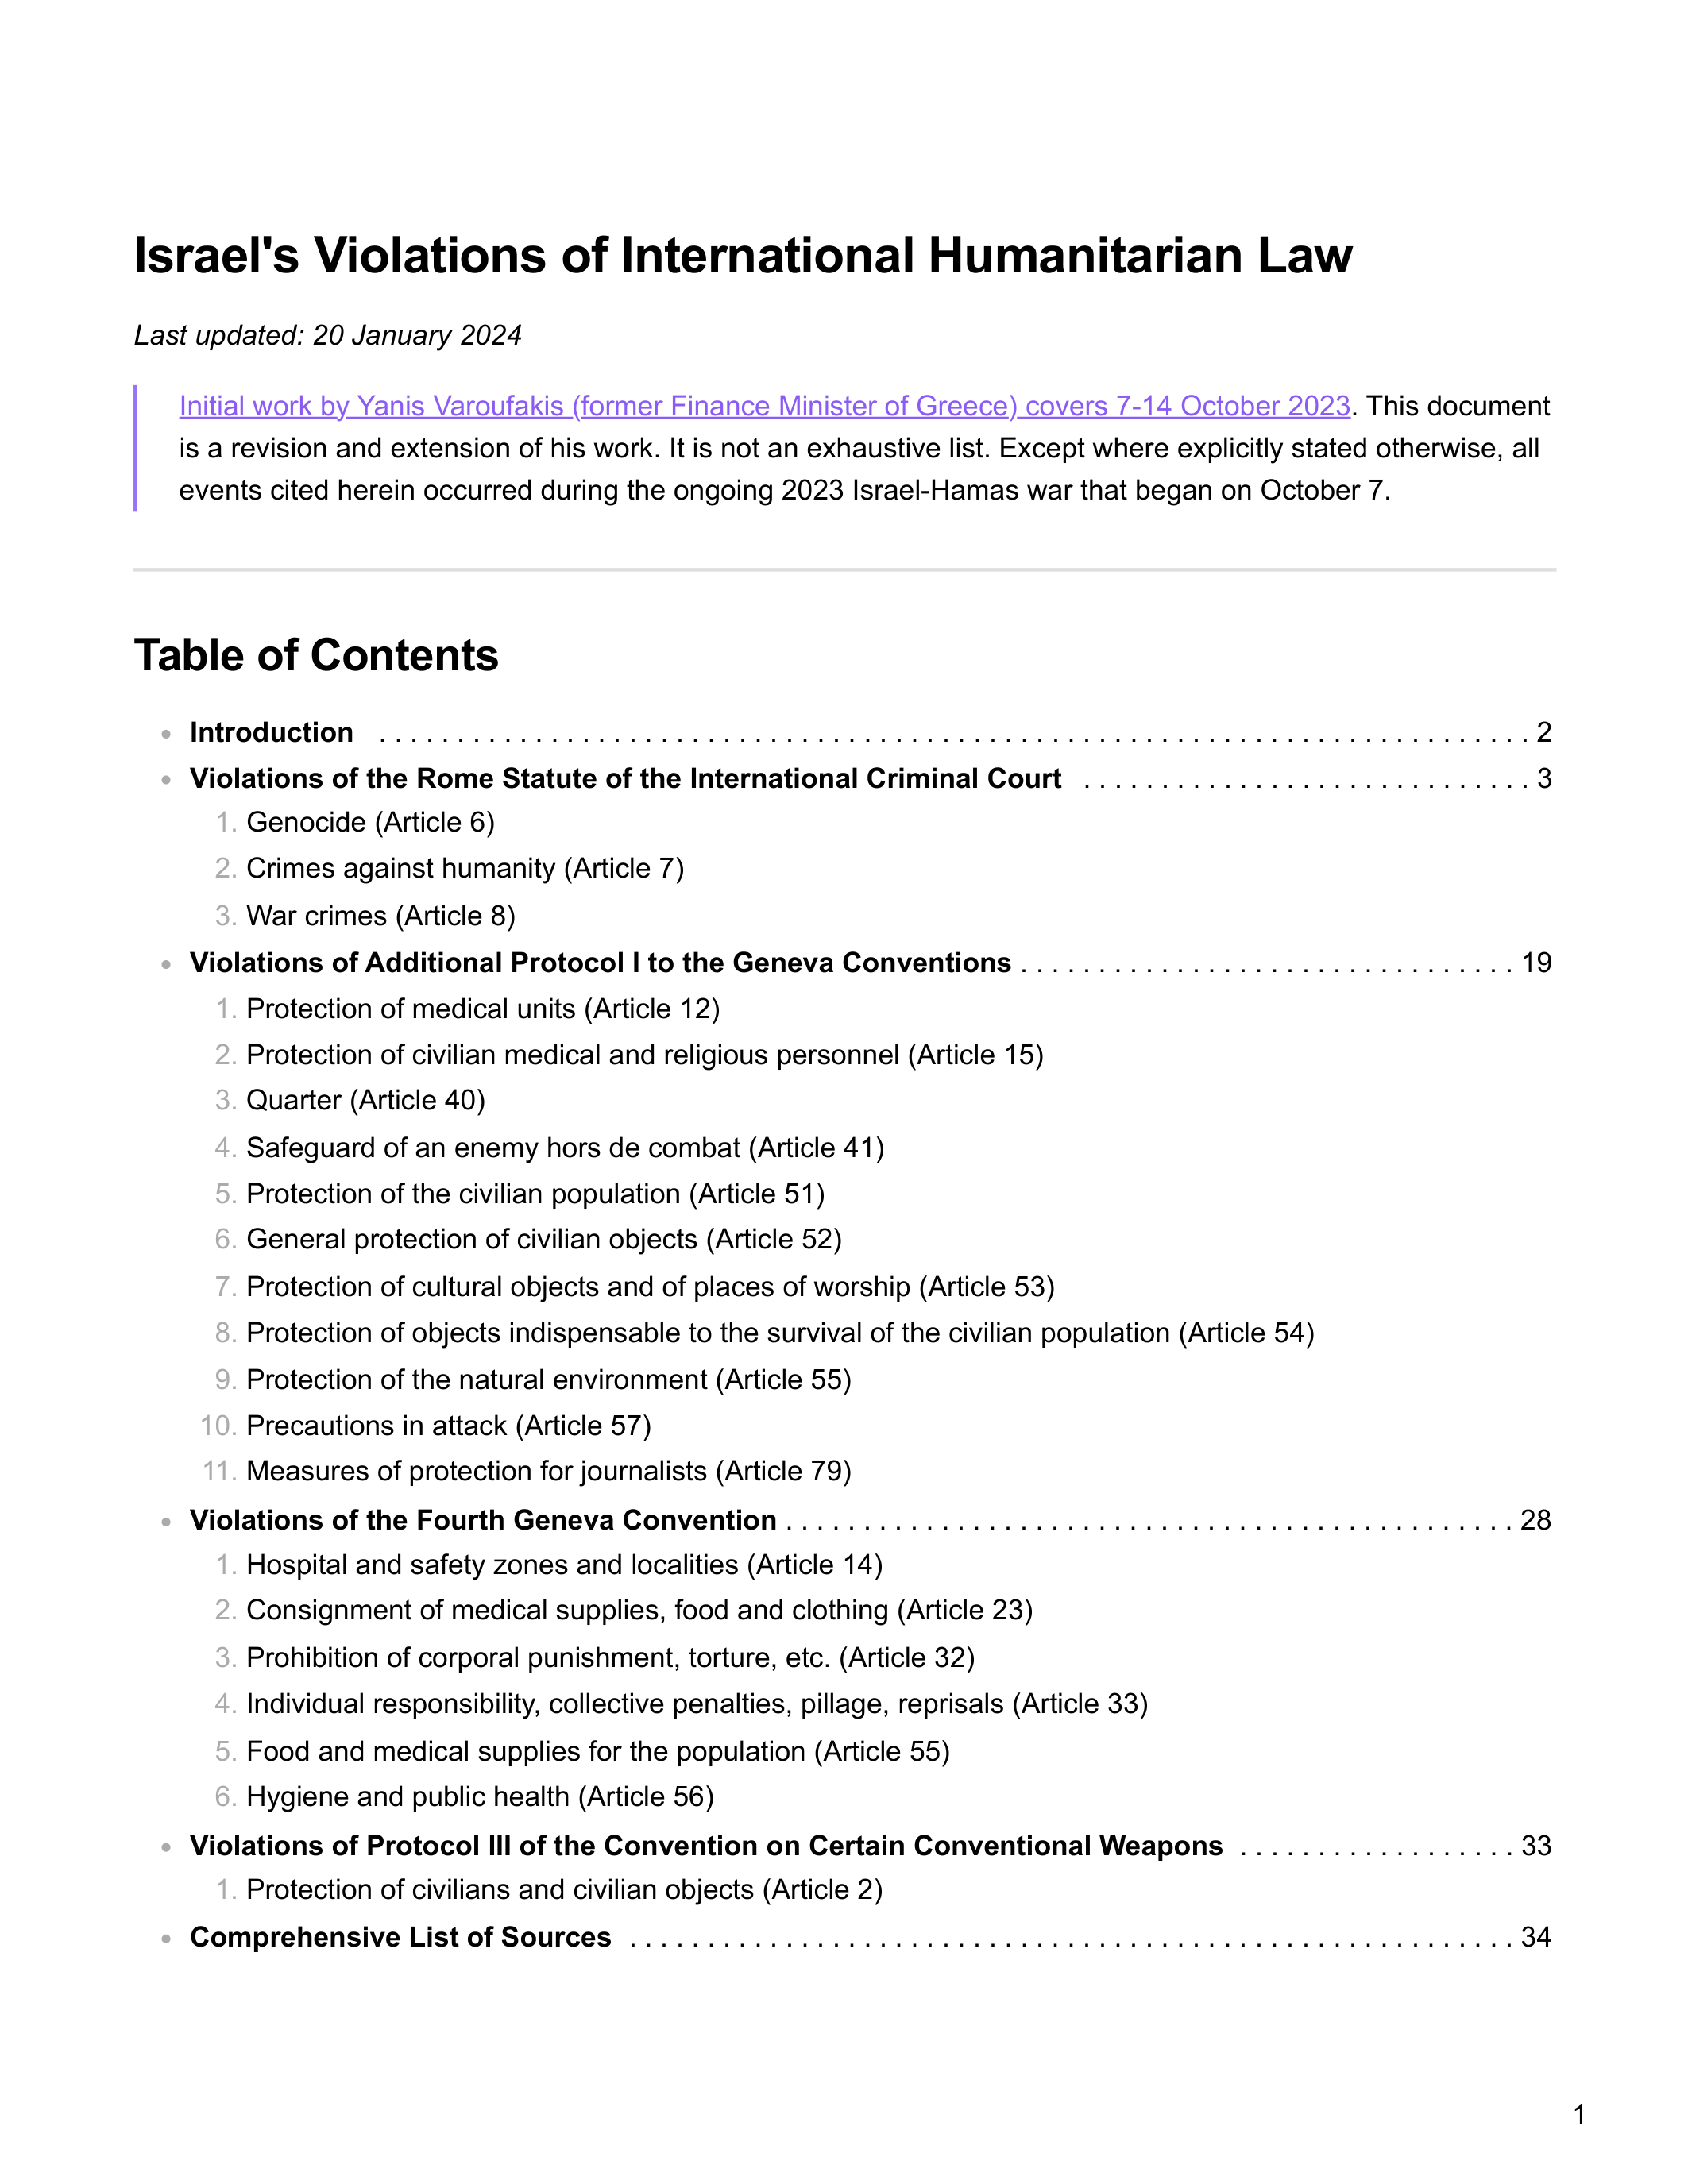 Israel's Violations of International Humanitarian Law
Last updated: 20 January 2024
Initial work by Yanis Varoufakis (former Finance Minister of Greece) covers 7-14 October 2023. This document
is a revision and extension of his work. It is not an exhaustive list. Except where explicitly stated otherwise, all
events cited herein occurred during the ongoing 2023 Israel-Hamas war that began on October 7.
Table of Contents
• Introduction . . . . . . . . . . . . . . . . . . . . 2
• Violations of the Rome Statute of the International Criminal Court . . . . . . . . . . . . . . . . . . . . 3
1. Genocide (Article 6)
2. Crimes against humanity (Article 7)
3. War crimes (Article 8)
• Violations of Additional Protocol I to the Geneva Conventions . . . . . . . . . . . . . . . . . . . . 19
1. Protection of medical units (Article 12)
2. Protection of civilian medical and religious personnel (Article 15)
3. Quarter (Article 40)
4. Safeguard of an enemy hors de combat (Article 41)
5. Protection of the civilian population (Article 51)
6. General protection of civilian objects (Article 52)
7. Protection of cultural objects and of places of worship (Article 53)
8. Protection of objects indispensable to the survival of the civilian population (Article 54)
9. Protection of the natural environment (Article 55)
10. Precautions in attack (Article 57)
11. Measures of protection for journalists (Article 79)
• Violations of the Fourth Geneva Convention . . . . . . . . . . . . . . . . . . . . 28
1. Hospital and safety zones and localities (Article 14)
2. Consignment of medical supplies, food and clothing (Article 23)
3. Prohibition of corporal punishment, torture, etc. (Article 32)
4. Individual responsibility, collective penalties, pillage, reprisals (Article 33)
5. Food and medical supplies for the population (Article 55)
6. Hygiene and public health (Article 56)
• Violations of Protocol III of the Convention on Certain Conventional Weapons . . . . . . . . . . . . . . . . . . 33
1. Protection of civilians and civilian objects (Article 2)
• Comprehensive List of Sources . . . . . . . . . . . . . . . . . . . . 34
1